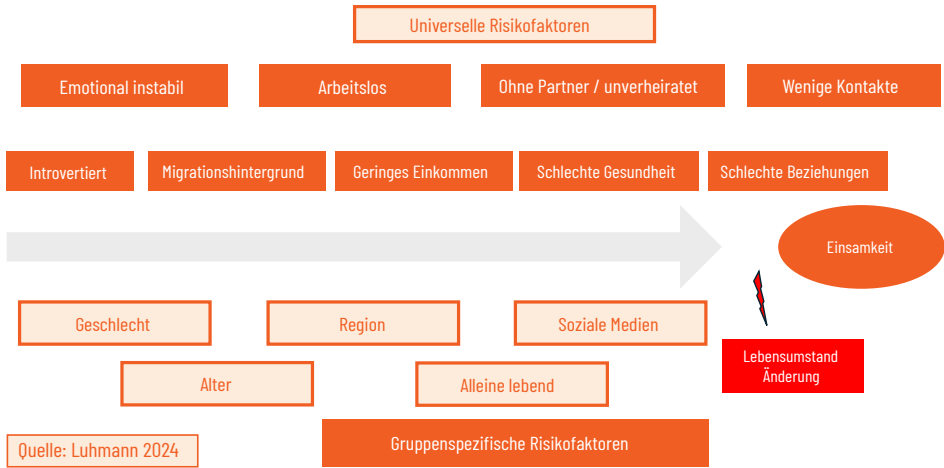 Universelle Risikofaktoren
Emotional instabil
Arbeitslos
Ohne Partner / unverheiratet
Wenige Kontakte
Introvertiert
Migrationshintergrund
Geringes Einkommen
Schlechte Gesundheit
Schlechte Beziehungen
Einsamkeit
Geschlecht
Region
Soziale Medien
Lebensumstand
Änderung
Alter
Alleine lebend
Gruppenspezifische Risikofaktoren
Quelle: Luhmann 2024